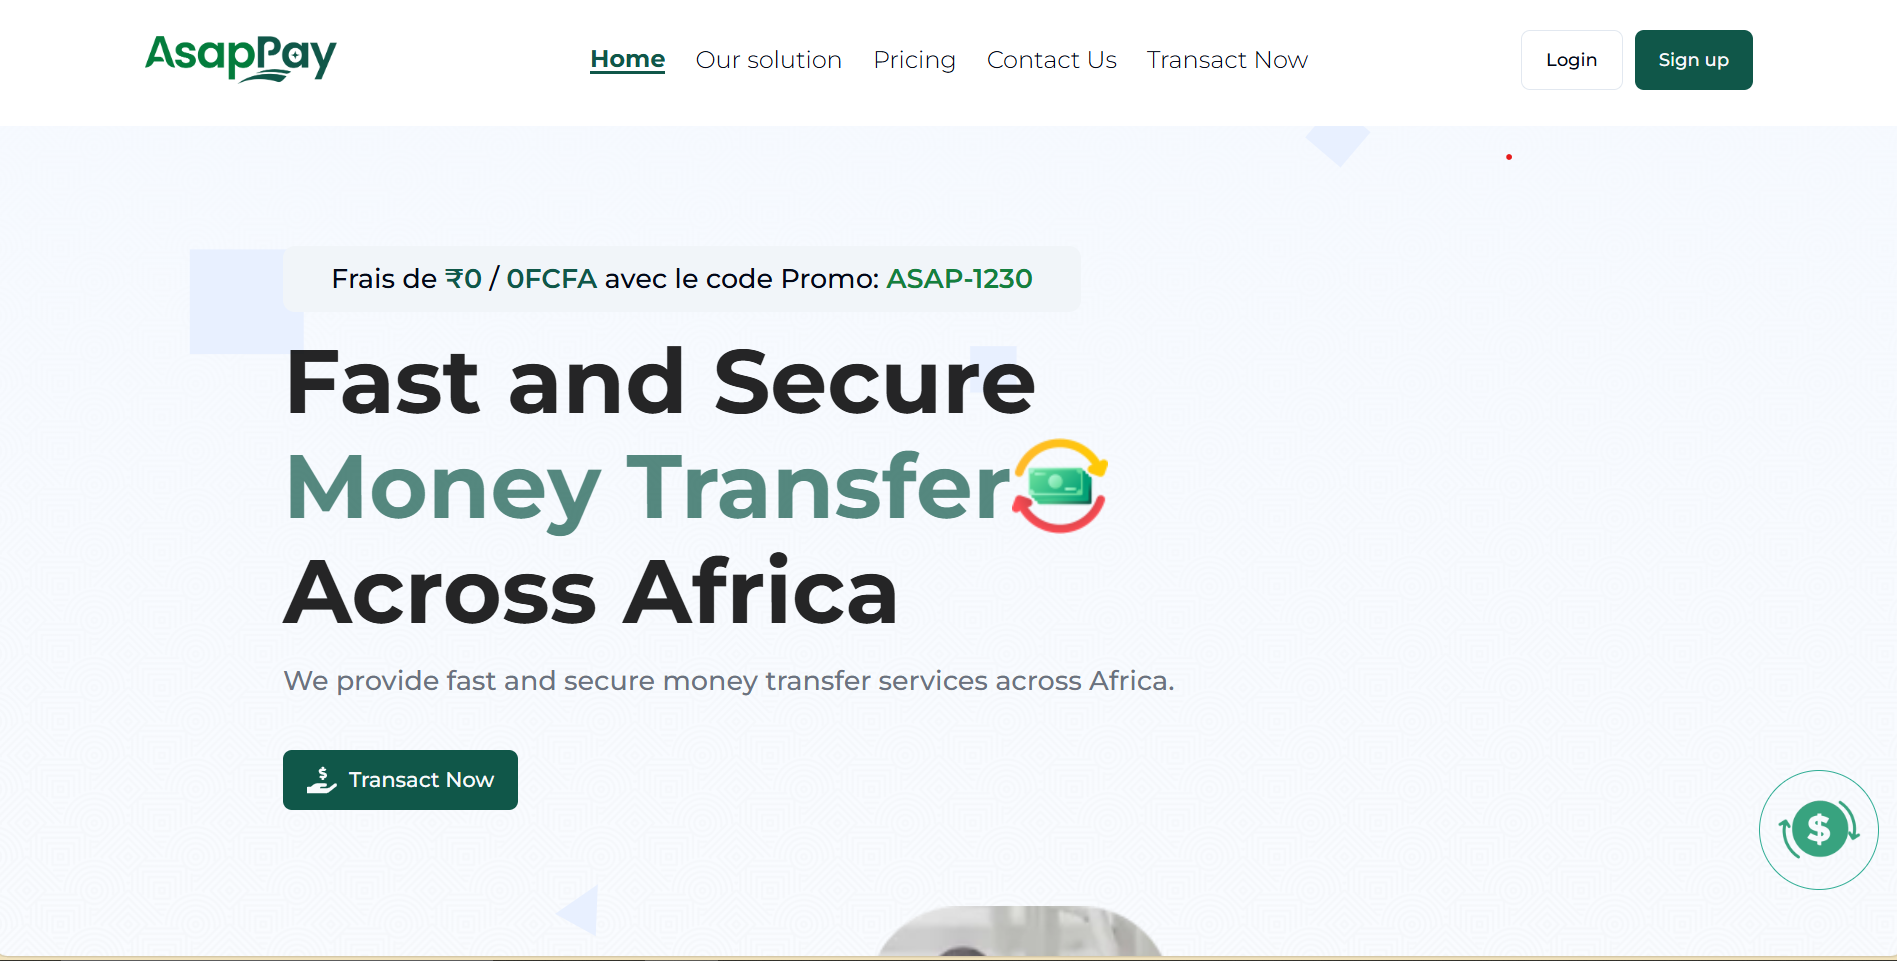 AsapPay
Home
Our solution
Pricing
Contact Us
Transact Now
Login
Sign up
Frais de ₹0 / 0FCFA avec le code Promo: ASAP-1230
Fast and Secure
Money Transfer
Across Africa
We provide fast and secure money transfer services across Africa.
$ Transact Now
$